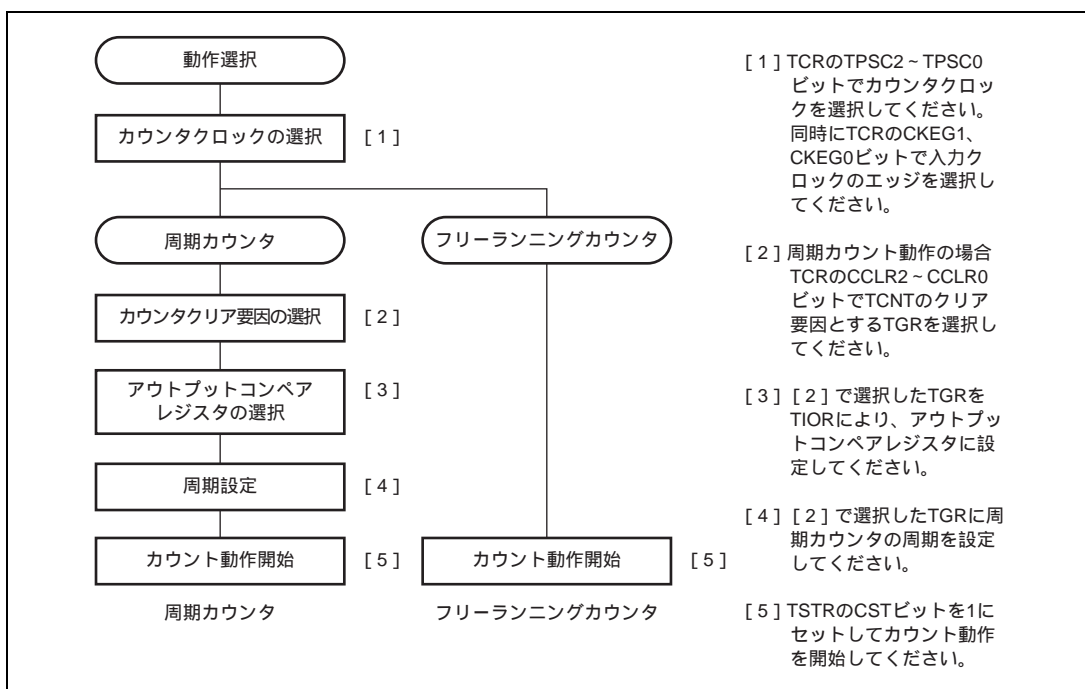 動作選択
カウンタクロックの選択 [1]
周期カウンタ
フリーランニングカウンタ
カウンタクリア要因の選択 [2]
アウトプットコンペア
レジスタの選択
[3]
周期設定 [4]
カウント動作開始 [5]
カウント動作開始 [5]
周期カウンタ
フリーランニングカウンタ
[1] TCRのTPSC2~TPSC0
ビットでカウンタクロッ
クを選択してください。
同時にTCRのCKEG1、
CKEG0ビットで入力ク
ロックのエッジを選択し
てください。
[2] 周期カウント動作の場合
TCRのCCLR2~CCLR0
ビットでTCNTのクリア
要因とするTGRを選択し
てください。
[3] [2]で選択したTGRを
TIORにより、アウトプッ
トコンペアレジスタに設
定してください。
[4] [2]で選択したTGRに周
期カウンタの周期を設定
してください。
[5] TSTRのCSTビットを1に
セットしてカウント動作
を開始してください。